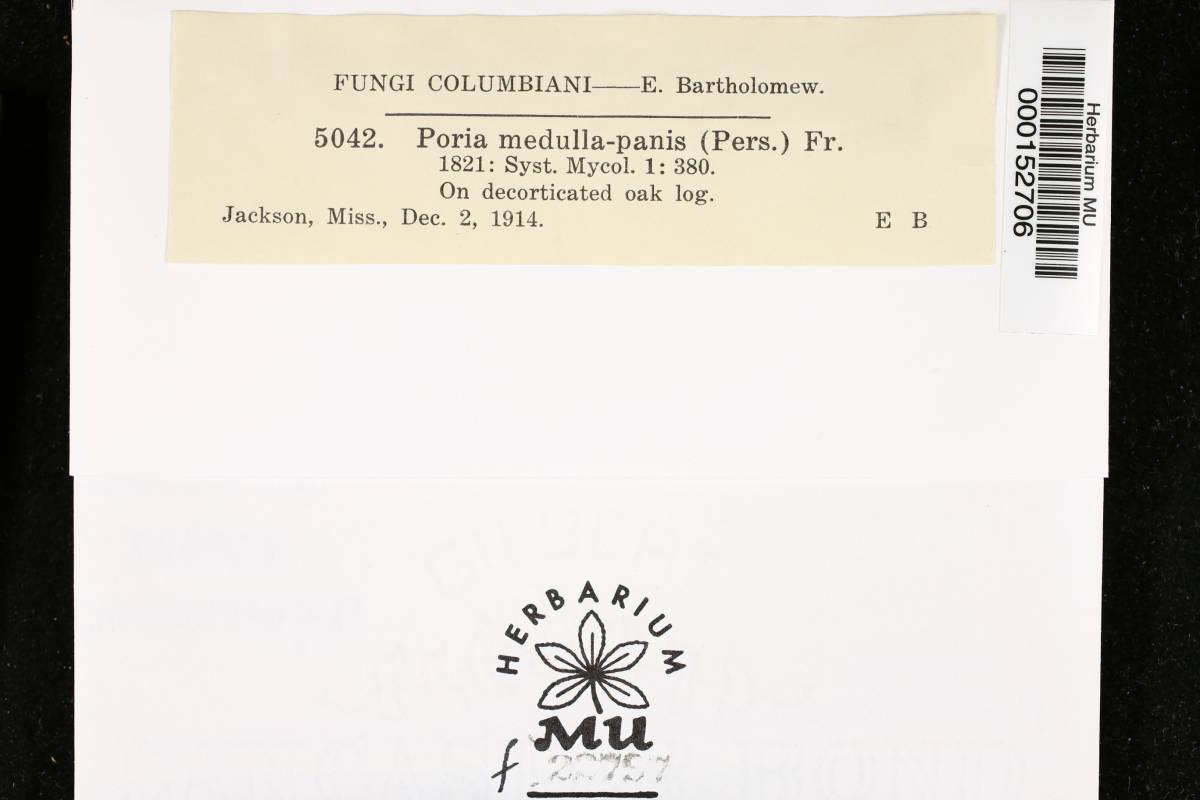 FUNGI COLUMBIANI——E. Bartholomew.
5042. Poria medulla-panis (Pers.) Fr.
1821: Syst. Mycol. 1: 380.
On decorticated oak log.
Jackson, Miss., Dec. 2, 1914. E B
Herbarium MU
000152706
HERBARIUM
MU
f 22757